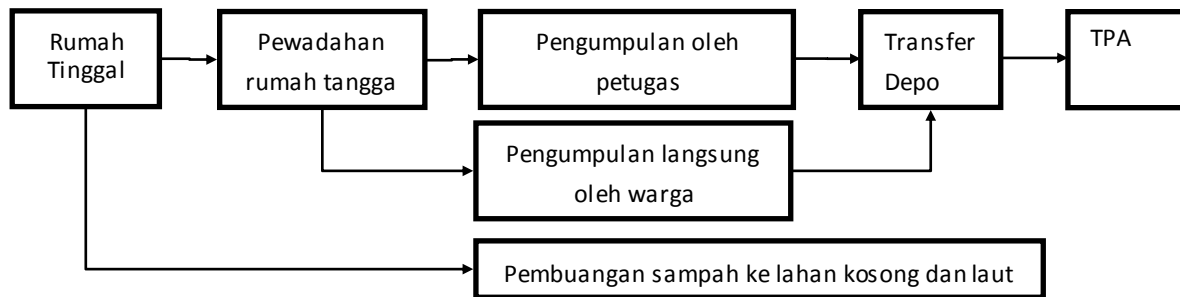 Rumah
Tinggal
Pewadahan
rumah tangga
Pengumpulan oleh
petugas
Transfer
Depo
TPA
Pengumpulan langsung
oleh warga
Pembuangan sampah ke lahan kosong dan laut